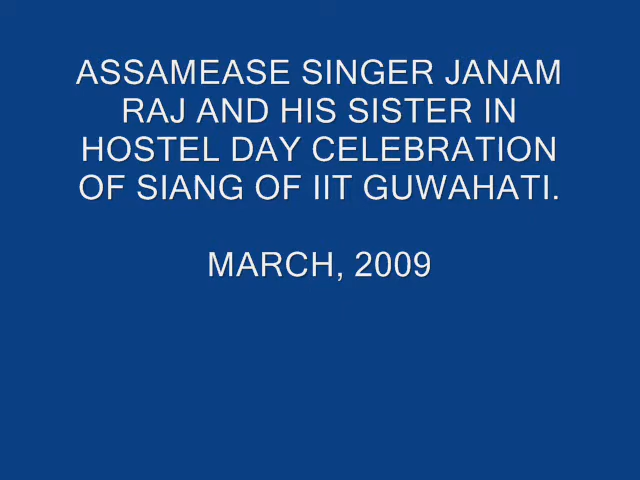 ASSAMEASE SINGER JANAM
RAJ AND HIS SISTER IN
HOSTEL DAY CELEBRATION
OF SIANG OF IIT GUWAHATI.
MARCH, 2009